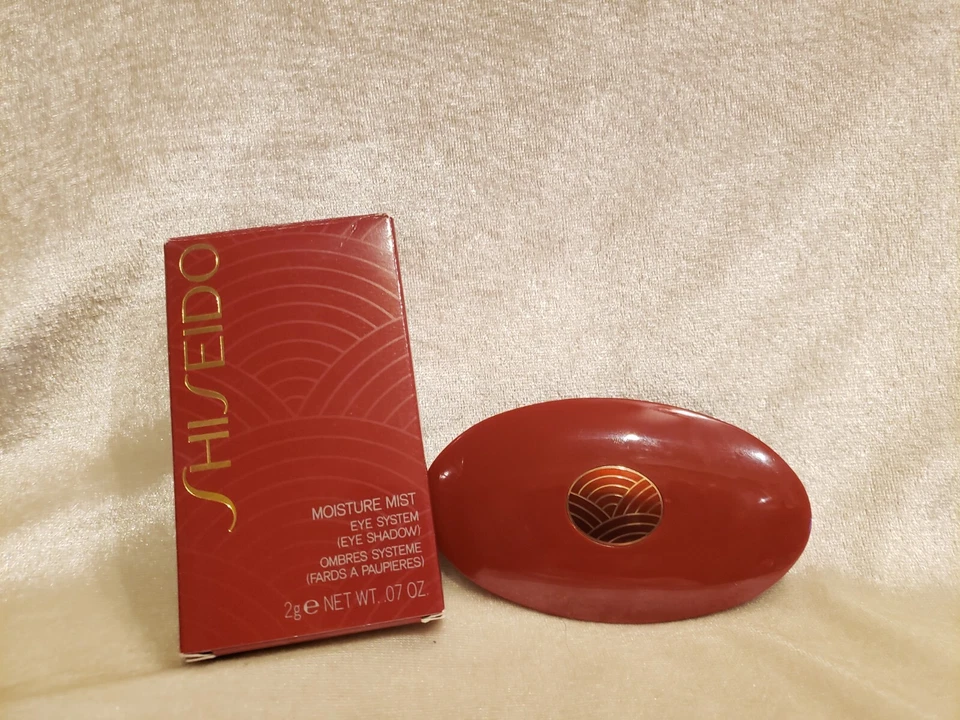 SHISEIDO
MOISTURE MIST
EYE SYSTEM
(EYE SHADOW)
OMBRES SYSTEME
(FARDS A PAUPIERES)
2g e NET WT. .07 OZ.